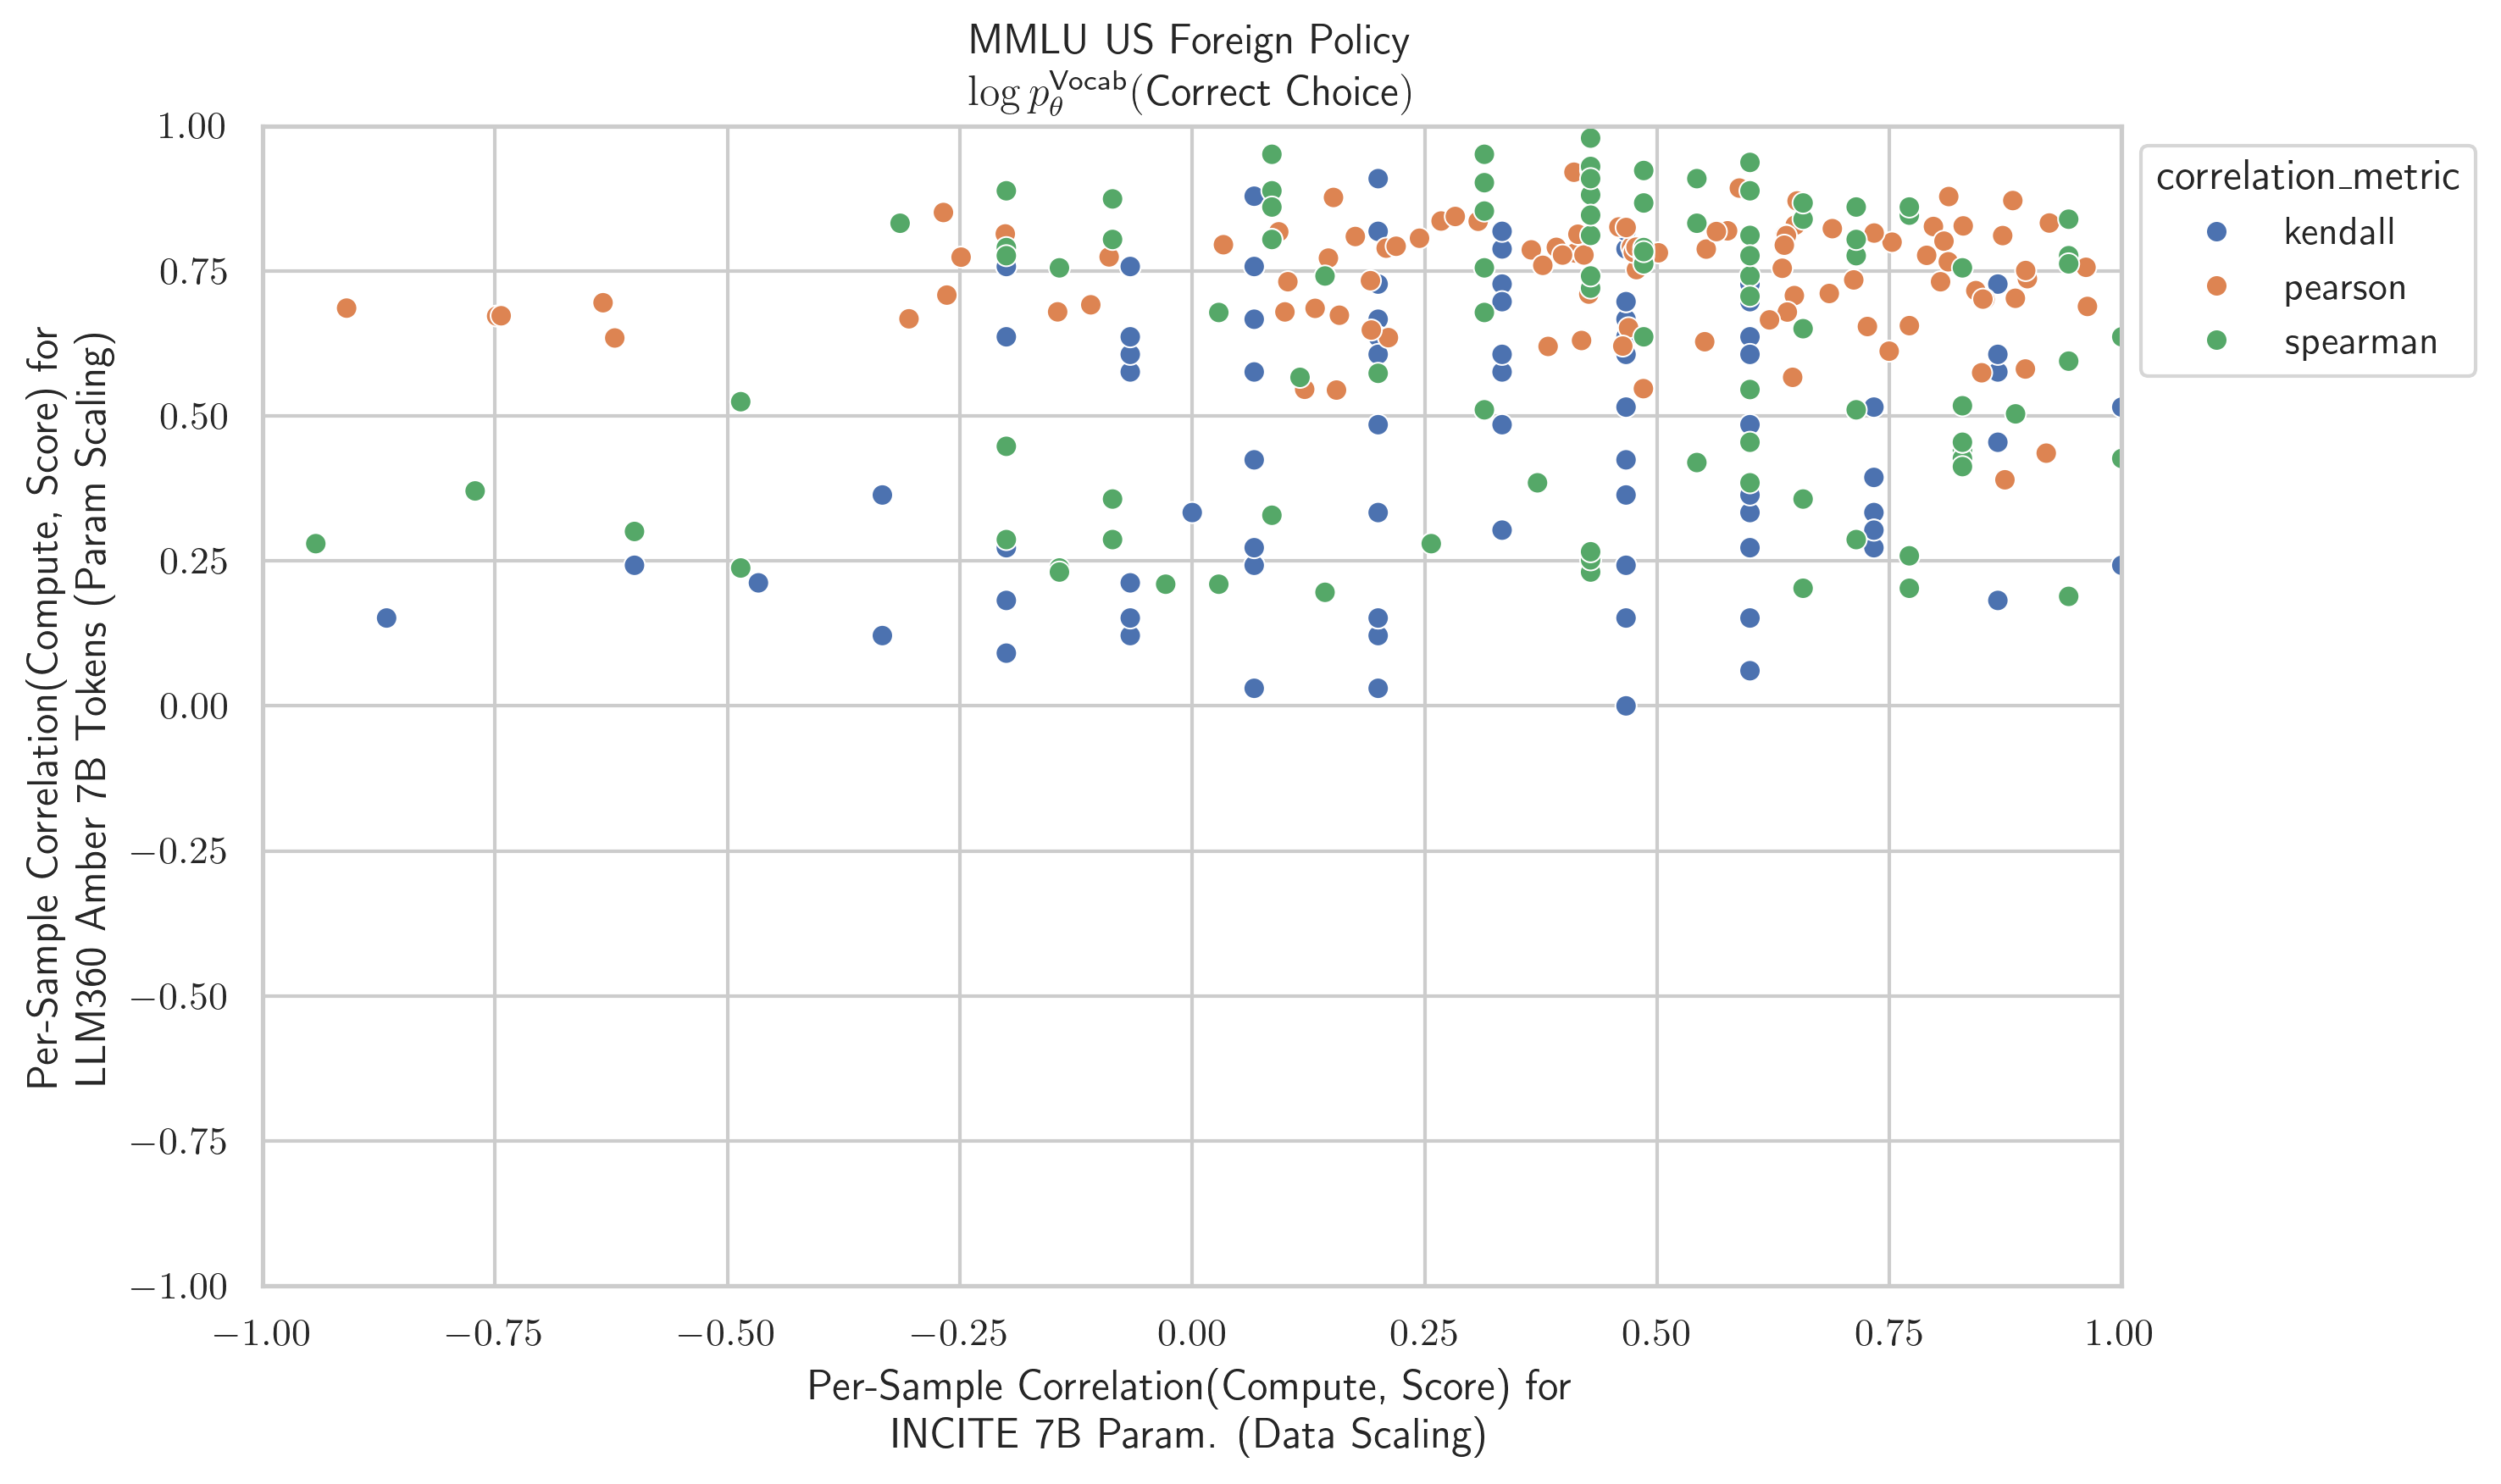 MMLU US Foreign Policy
log p_θ^Vocab(Correct Choice)
1.00
0.75
0.50
0.25
0.00
−0.25
−0.50
−0.75
−1.00
Per-Sample Correlation(Compute, Score) for
LLM360 Amber 7B Tokens (Param Scaling)
correlation_metric
kendall
pearson
spearman
−1.00 −0.75 −0.50 −0.25 0.00 0.25 0.50 0.75 1.00
Per-Sample Correlation(Compute, Score) for
INCITE 7B Param. (Data Scaling)